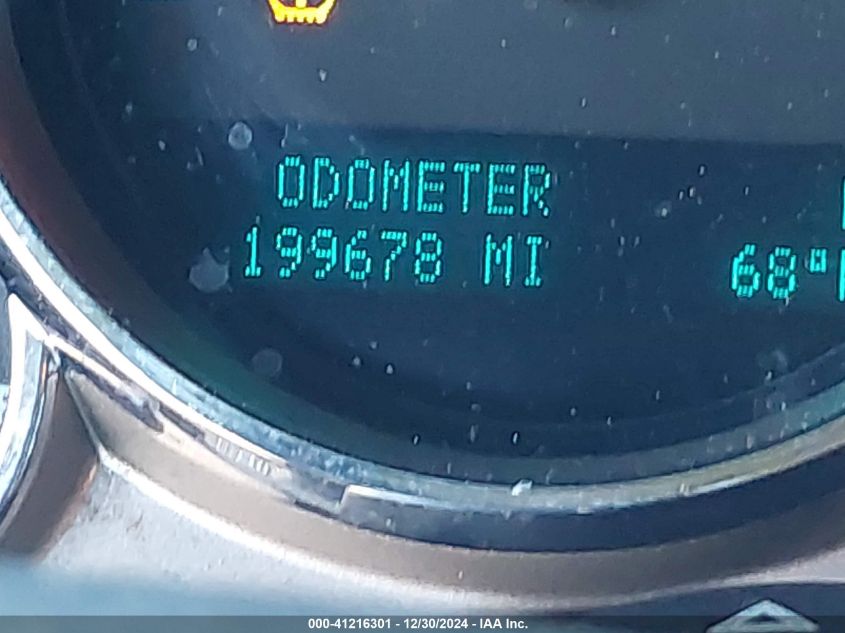 ODOMETER
199678 MI
68°
000-41216301 - 12/30/2024 - IAA Inc.